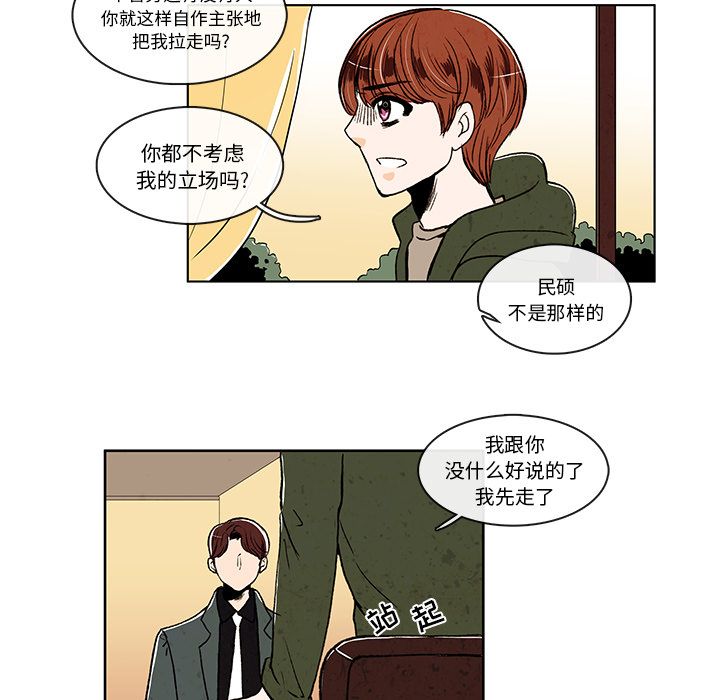 你就这样自作主张地
把我拉走吗?
你都不考虑
我的立场吗?
民硕
不是那样的
我跟你
没什么好说的了
我先走了
站起